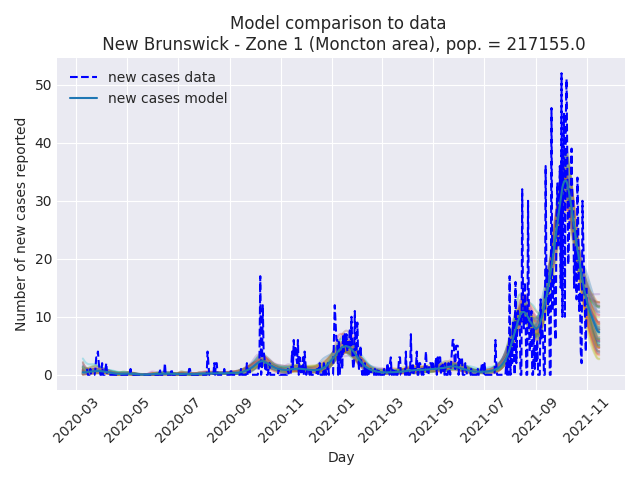 Model comparison to data
New Brunswick - Zone 1 (Moncton area), pop. = 217155.0
new cases data
new cases model
Number of new cases reported
50
40
30
20
10
0
2020-03
2020-05
2020-07
2020-09
2020-11
2021-01
2021-03
2021-05
2021-07
2021-09
2021-11
Day